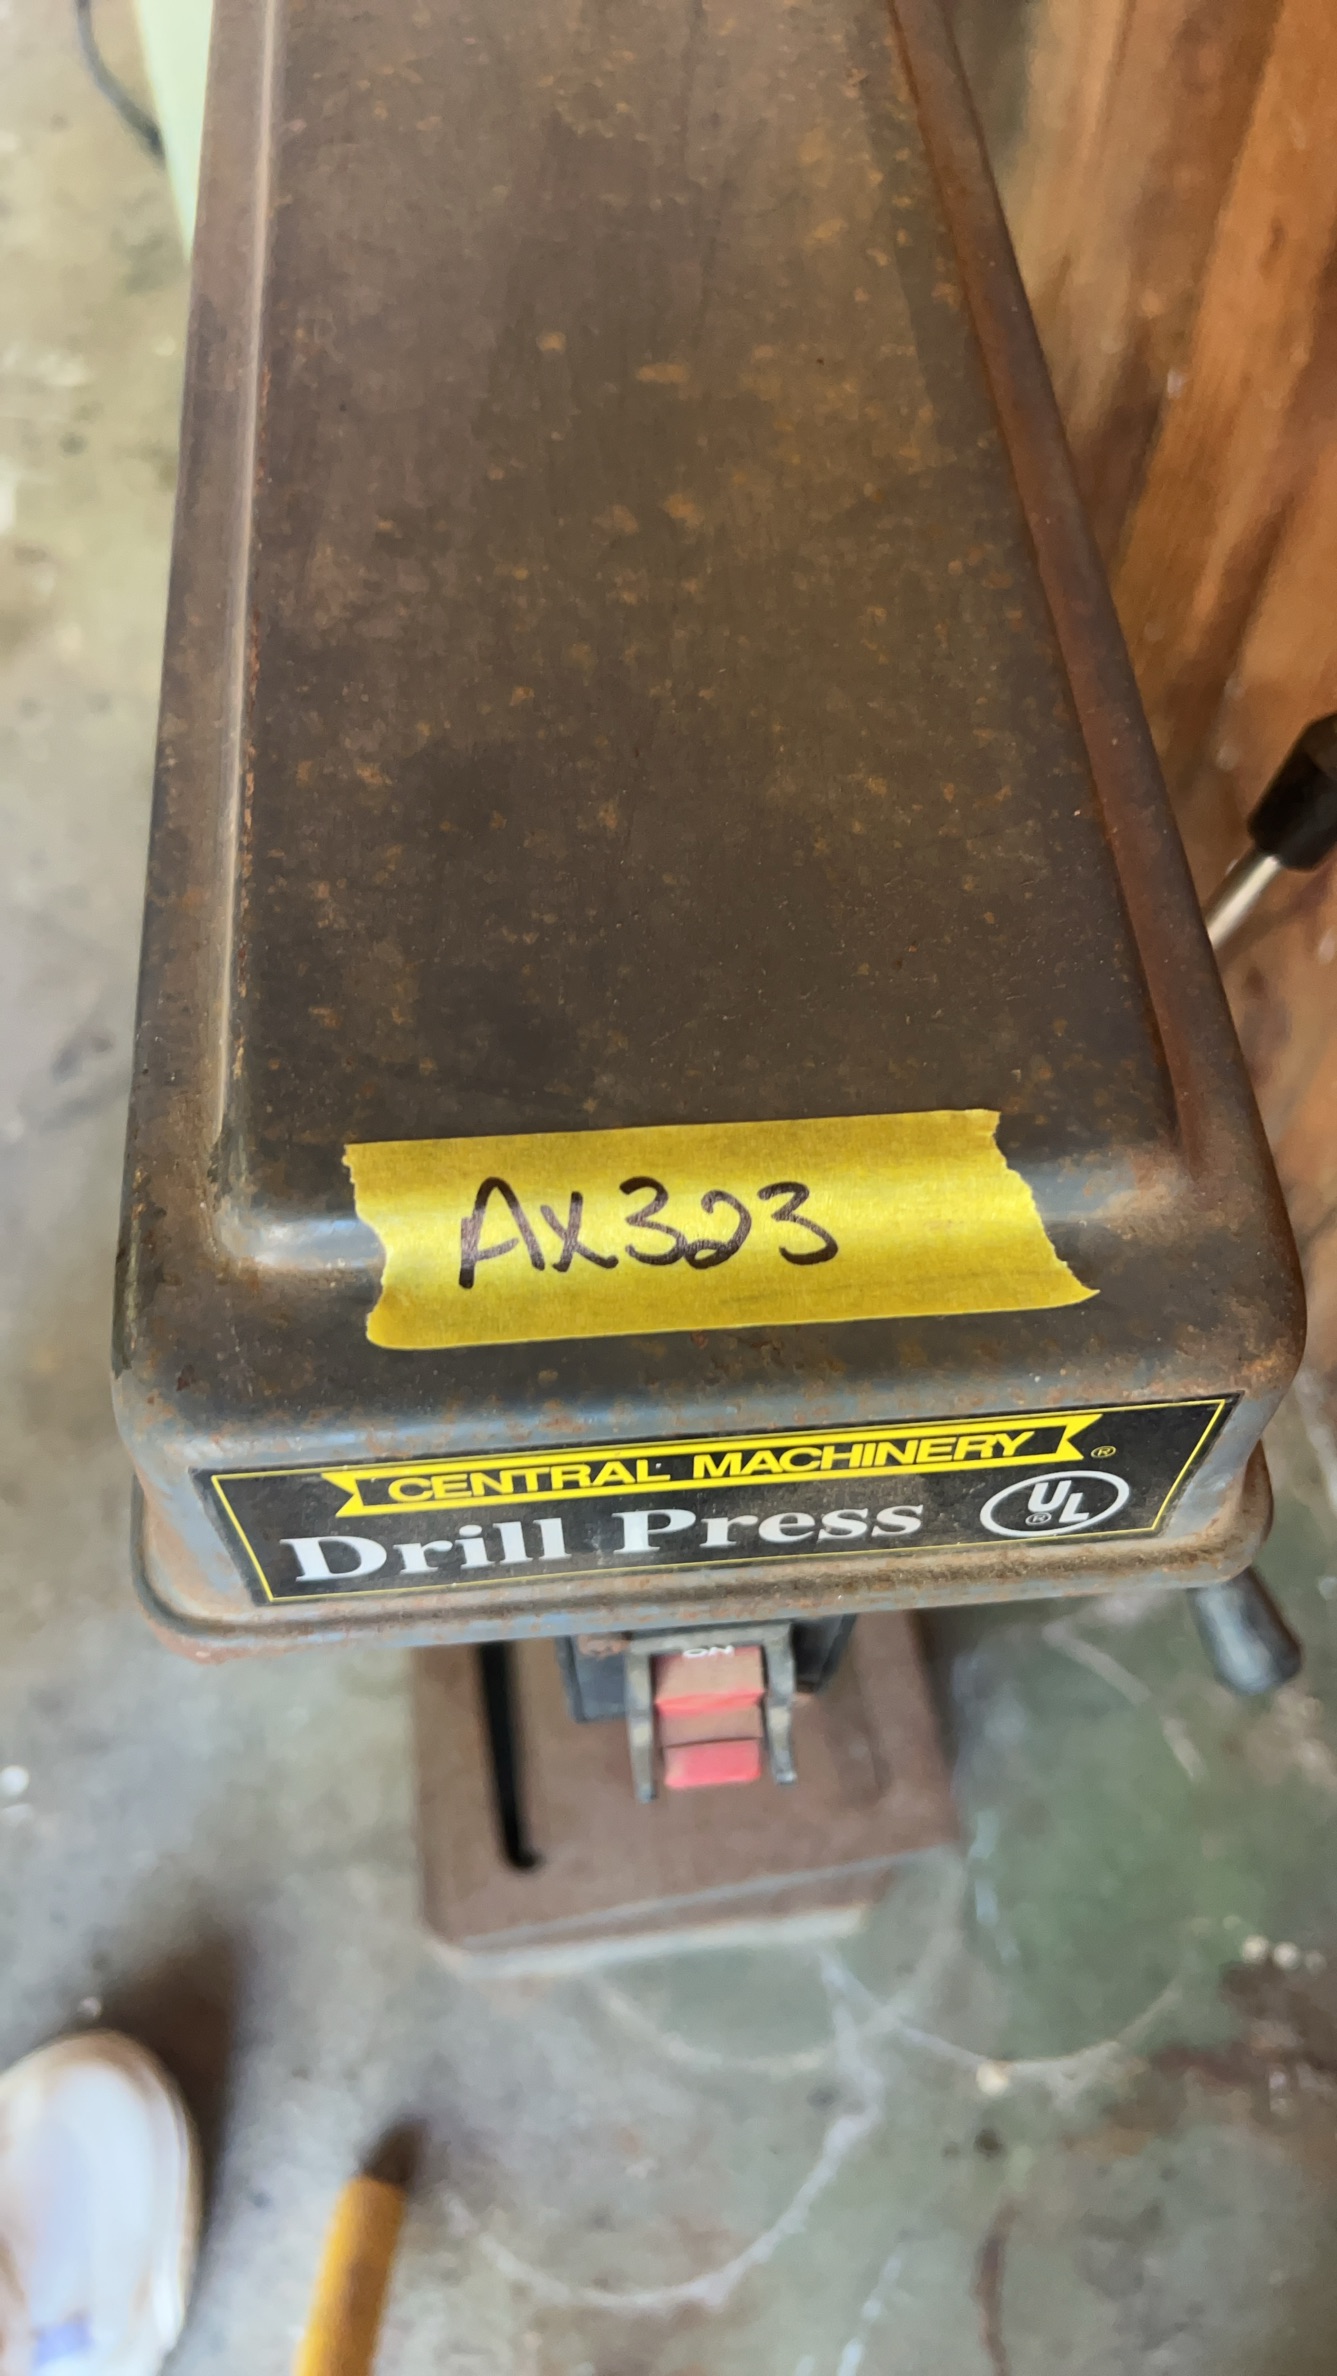 Ax323
CENTRAL MACHINERY ®
Drill Press
UL ®
ON